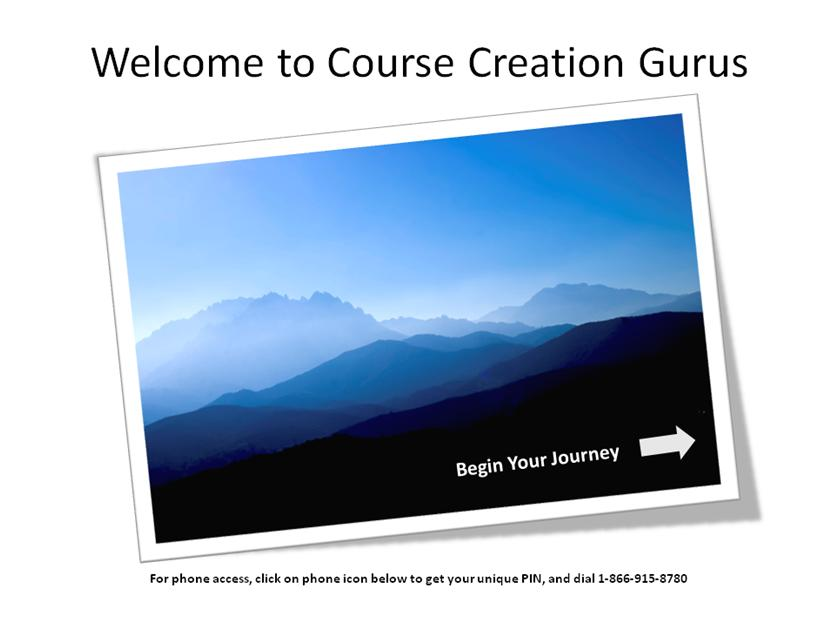 Welcome to Course Creation Gurus
Begin Your Journey
For phone access, click on phone icon below to get your unique PIN, and dial 1-866-915-8780